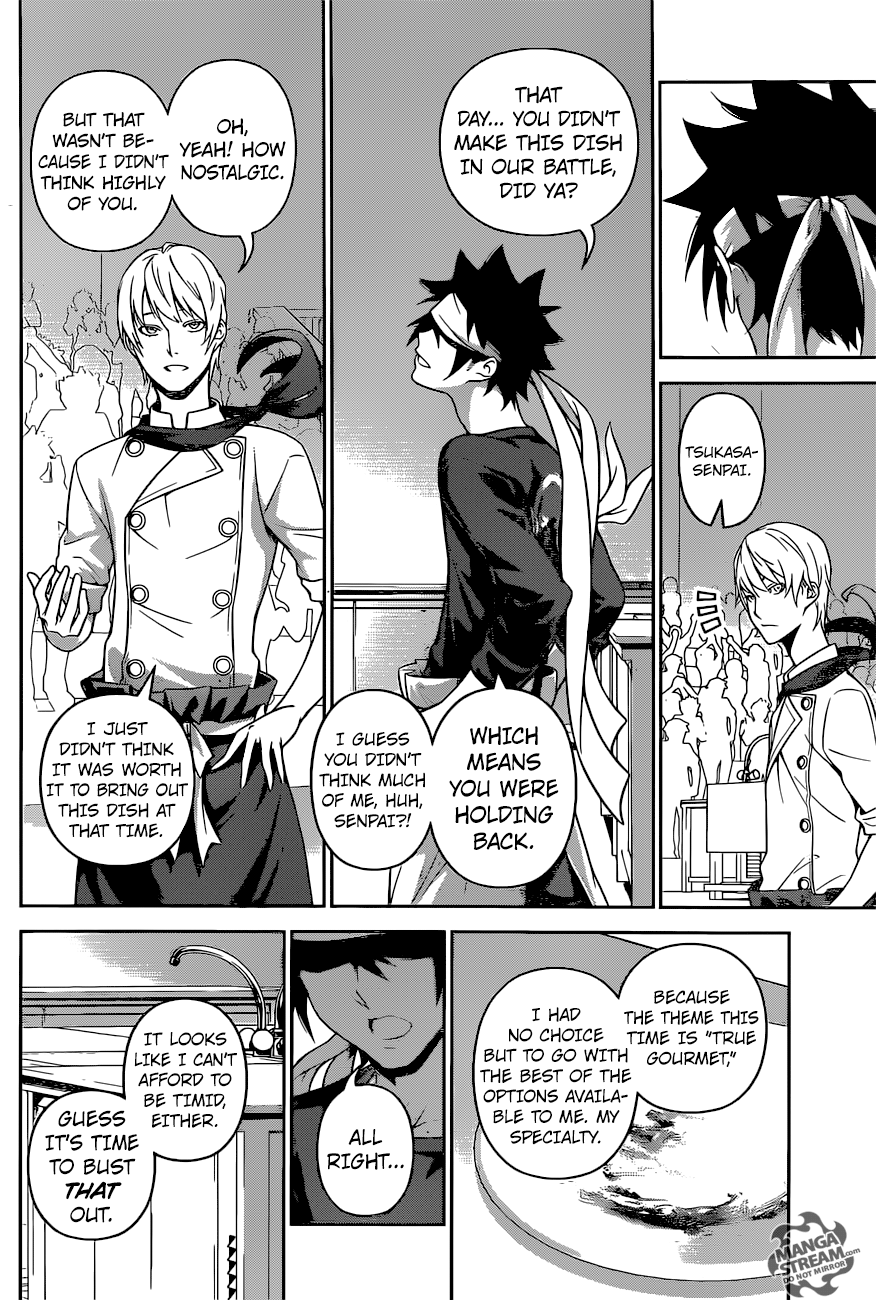 TSUKASA-
SENPAI.
THAT
DAY... YOU DIDN'T
MAKE THIS DISH
IN OUR BATTLE,
DID YA?
WHICH
MEANS
YOU WERE
HOLDING
BACK.
I GUESS
YOU DIDN'T
THINK MUCH
OF ME, HUH,
SENPAI?!
OH,
YEAH! HOW
NOSTALGIC.
BUT THAT
WASN'T BE-
CAUSE I DIDN'T
THINK HIGHLY
OF YOU.
I JUST
DIDN'T THINK
IT WAS WORTH
IT TO BRING OUT
THIS DISH AT
THAT TIME.
BECAUSE
THE THEME THIS
TIME IS "TRUE
GOURMET,"
I HAD
NO CHOICE
BUT TO GO WITH
THE BEST OF THE
OPTIONS AVAILA-
BLE TO ME. MY
SPECIALTY.
ALL
RIGHT...
IT LOOKS
LIKE I CAN'T
AFFORD TO
BE TIMID,
EITHER.
GUESS
IT'S TIME
TO BUST
THAT
OUT.
MANGA
STREAM.com
DO NOT MIRROR